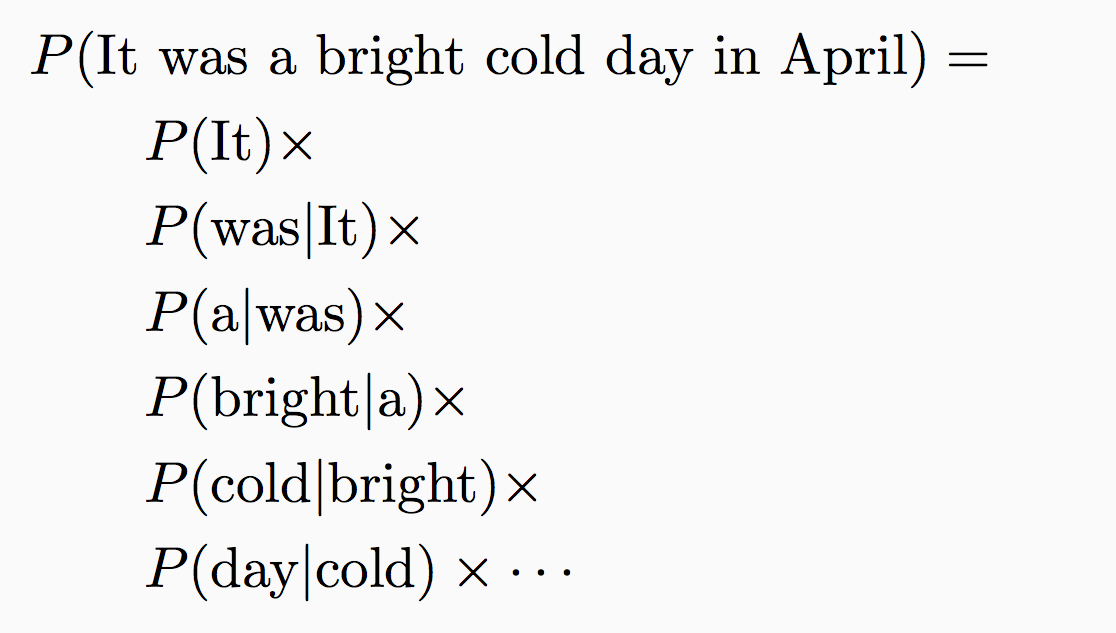 P(It was a bright cold day in April) =
P(It)×
P(was|It)×
P(a|was)×
P(bright|a)×
P(cold|bright)×
P(day|cold) × ···